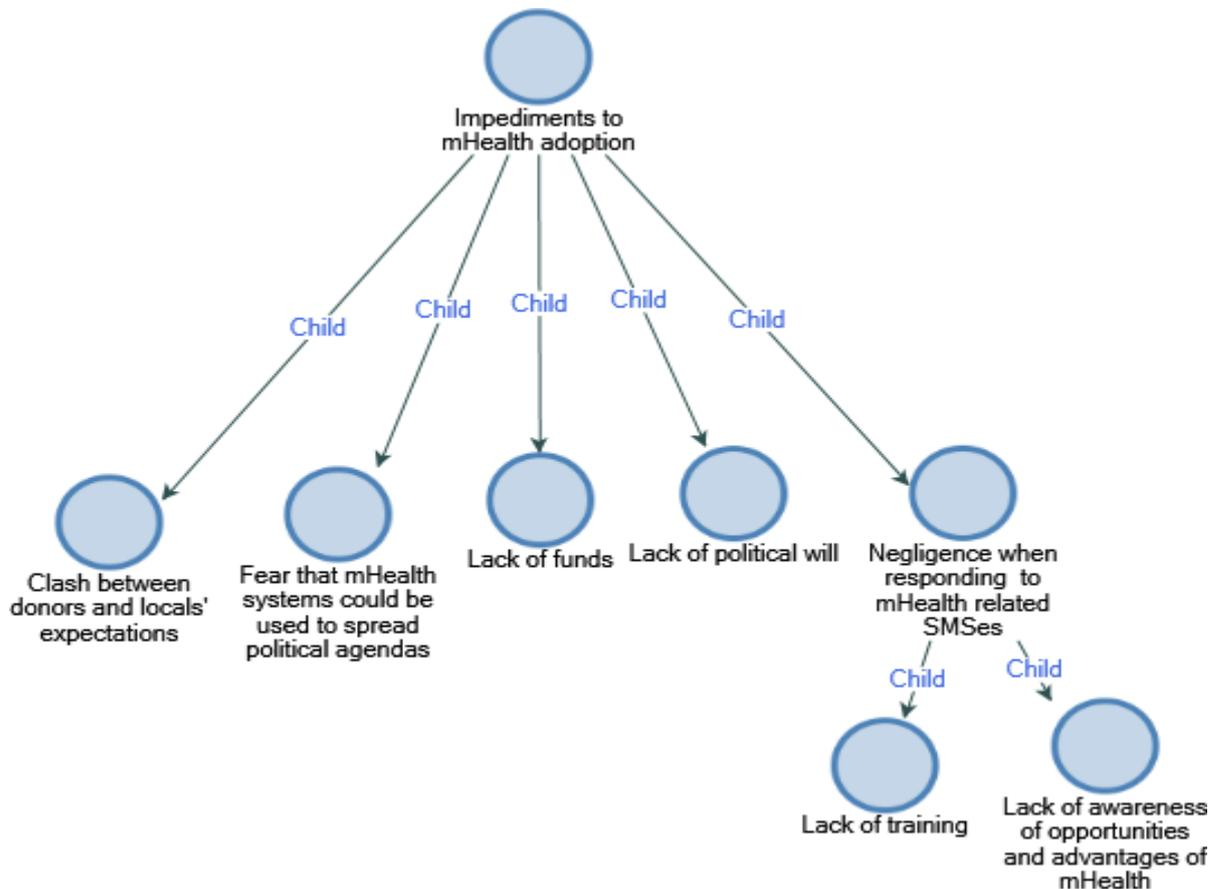 Impediments to
mHealth adoption
Child
Child
Child
Child
Child
Clash between
donors and locals'
expectations
Fear that mHealth
systems could be
used to spread
political agendas
Lack of funds
Lack of political will
Negligence when
responding to
mHealth related
SMSes
Child
Child
Lack of training
Lack of awareness
of opportunities
and advantages of
mHealth